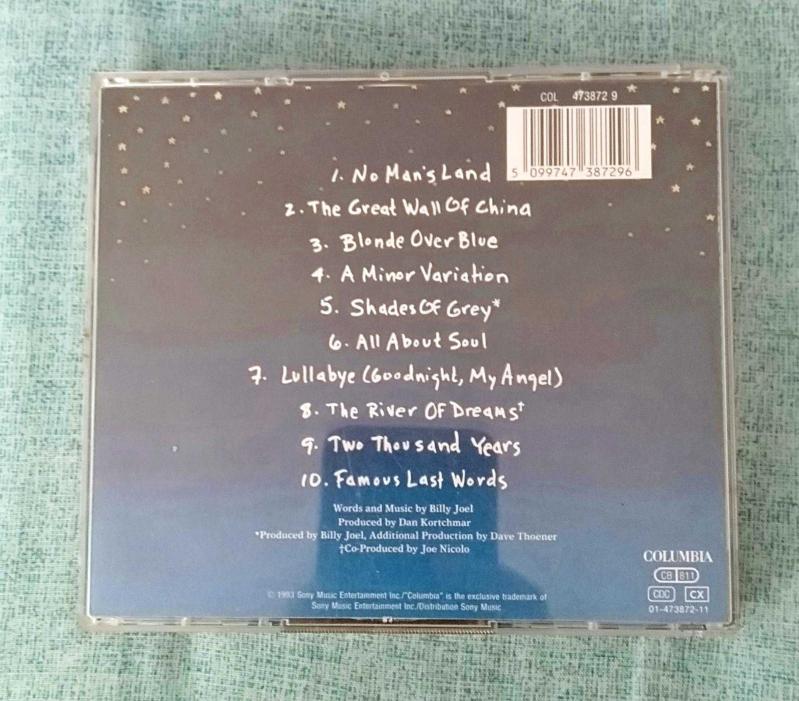 COL 473872 9
5 099747 387296
1. No Man's Land
2. The Great Wall Of China
3. Blonde Over Blue
4. A Minor Variation
5. Shades Of Grey*
6. All About Soul
7. Lullabye (Goodnight, My Angel)
8. The River Of Dreams†
9. Two Thousand Years
10. Famous Last Words
Words and Music by Billy Joel
Produced by Dan Kortchmar
*Produced by Billy Joel, Additional Production by Dave Thoener
†Co-Produced by Joe Nicolo
COLUMBIA
CB 811
CDC CX
01-473872-11
© 1993 Sony Music Entertainment Inc./"Columbia" is the exclusive trademark of
Sony Music Entertainment Inc./Distribution Sony Music